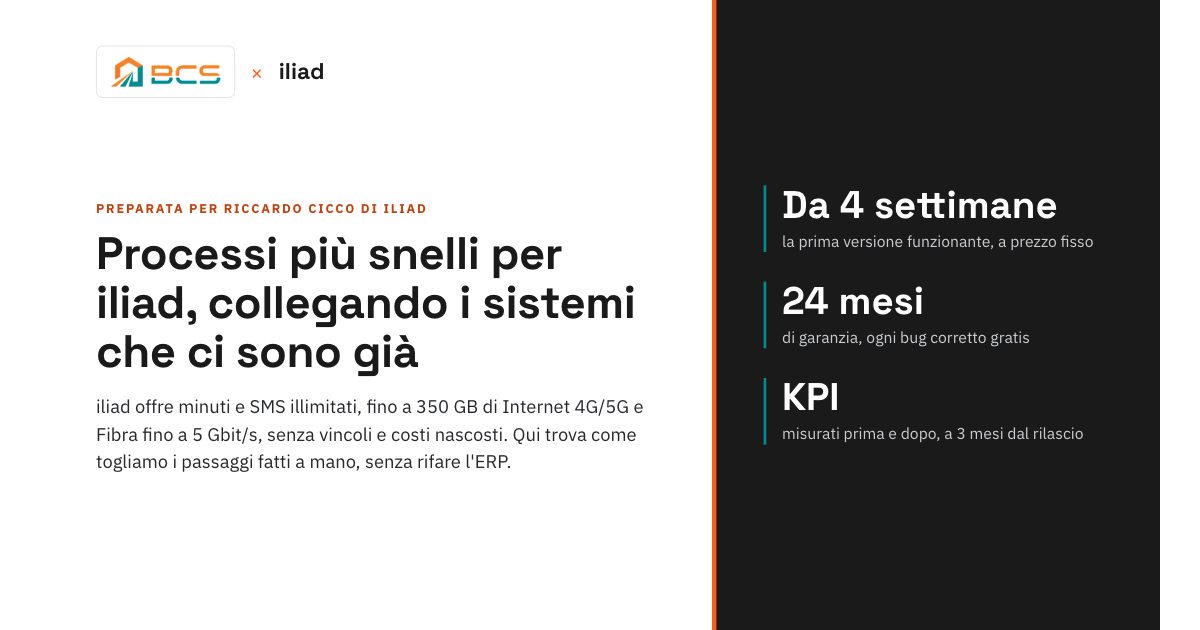 BCS × iliad
PREPARATA PER RICCARDO CICCO DI ILIAD
Processi più snelli per
iliad, collegando i sistemi
che ci sono già
iliad offre minuti e SMS illimitati, fino a 350 GB di Internet 4G/5G e
Fibra fino a 5 Gbit/s, senza vincoli e costi nascosti. Qui trova come
togliamo i passaggi fatti a mano, senza rifare l'ERP.
Da 4 settimane
la prima versione funzionante, a prezzo fisso
24 mesi
di garanzia, ogni bug corretto gratis
KPI
misurati prima e dopo, a 3 mesi dal rilascio